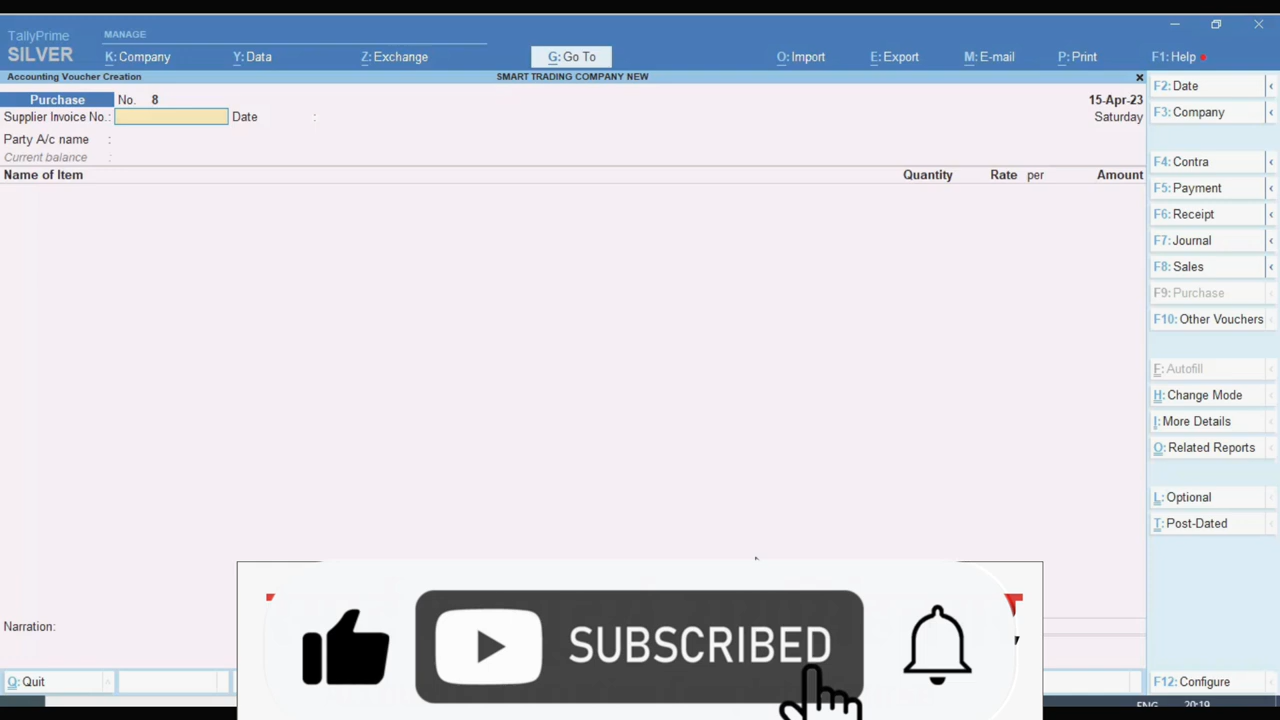 TallyPrime
SILVER
MANAGE
K: Company
Y: Data
Z: Exchange
G: Go To
O: Import
E: Export
M: E-mail
P: Print
F1: Help
Accounting Voucher Creation
SMART TRADING COMPANY NEW
Purchase No. 8
15-Apr-23
Supplier Invoice No.: Date :
Saturday
Party A/c name :
Current balance :
Name of Item Quantity Rate per Amount
F2: Date
F3: Company
F4: Contra
F5: Payment
F6: Receipt
F7: Journal
F8: Sales
F9: Purchase
F10: Other Vouchers
F: Autofill
H: Change Mode
I: More Details
O: Related Reports
L: Optional
T: Post-Dated
Narration:
SUBSCRIBED
Q: Quit
F12: Configure
ENG 20:19